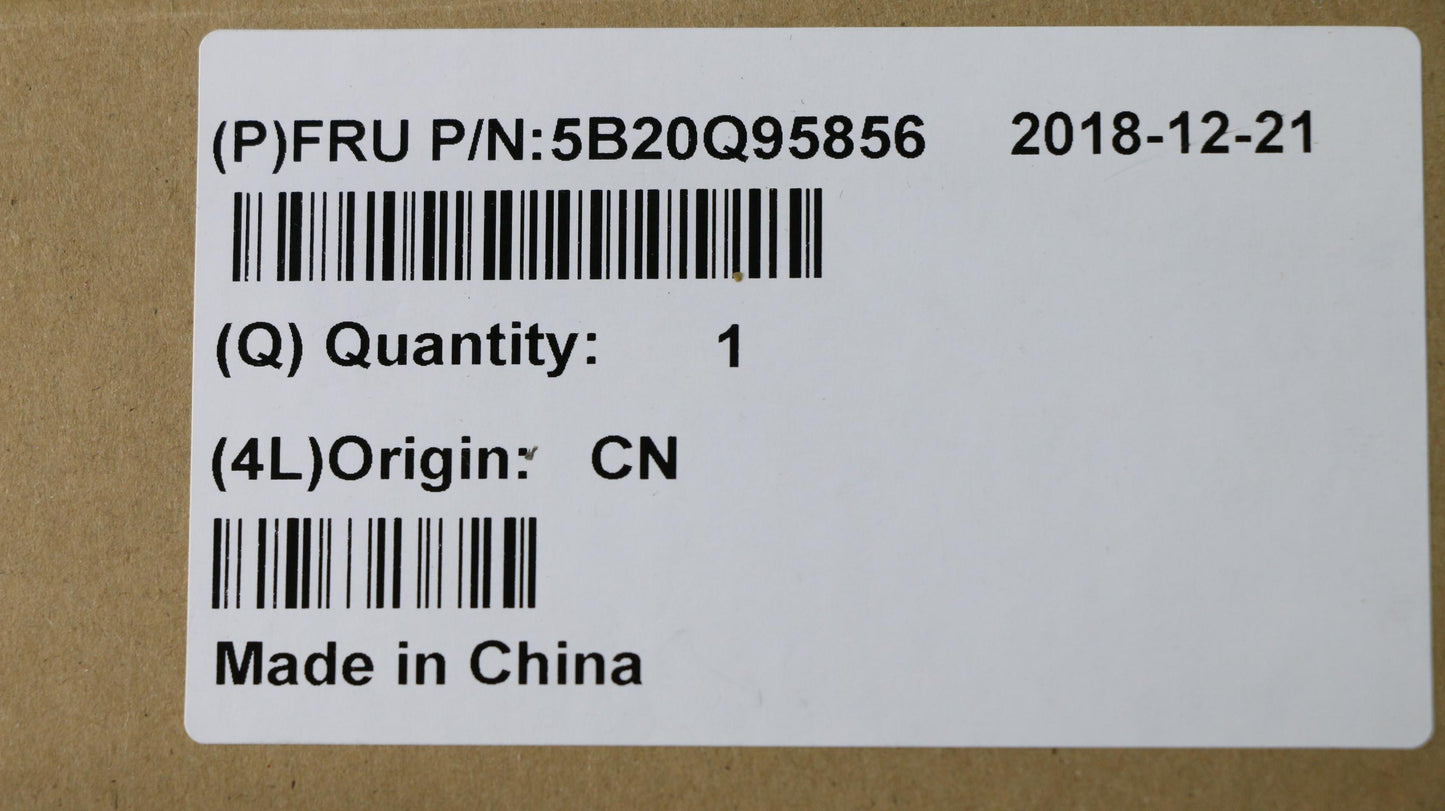 (P)FRU P/N:5B20Q95856 2018-12-21
(Q) Quantity: 1
(4L)Origin: CN
Made in China